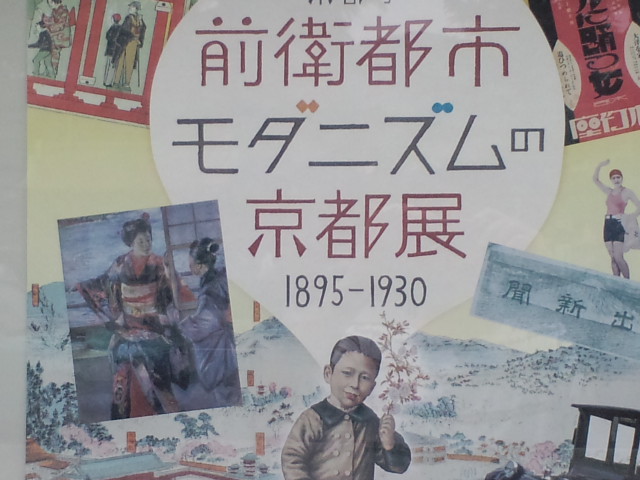 前衛都市
モダニズムの
京都展
1895-1930
聞新出